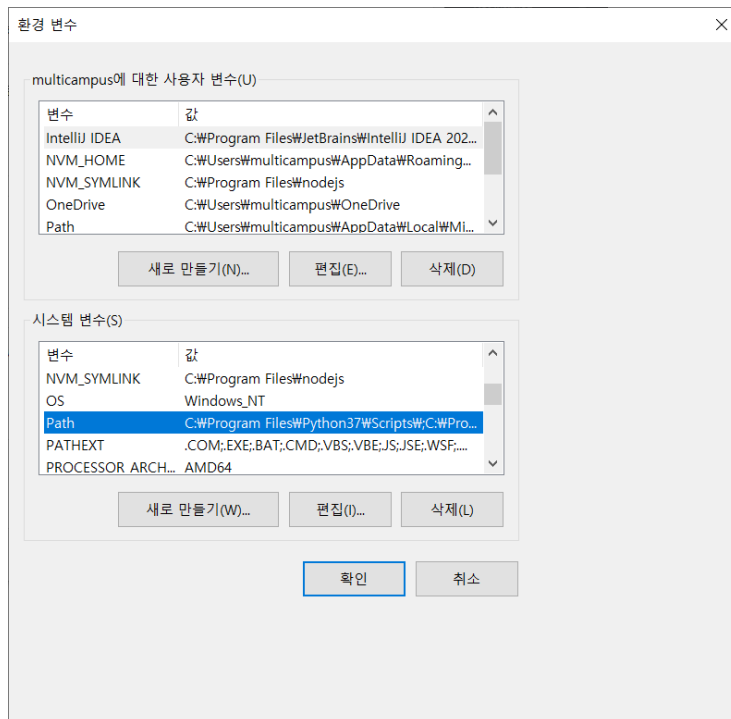 환경 변수
multicampus에 대한 사용자 변수(U)
변수 값
IntelliJ IDEA C:₩Program Files₩JetBrains₩IntelliJ IDEA 202...
NVM_HOME C:₩Users₩multicampus₩AppData₩Roaming...
NVM_SYMLINK C:₩Program Files₩nodejs
OneDrive C:₩Users₩multicampus₩OneDrive
Path C:₩Users₩multicampus₩AppData₩Local₩Mi...
새로 만들기(N)... 편집(E)... 삭제(D)
시스템 변수(S)
변수 값
NVM_SYMLINK C:₩Program Files₩nodejs
OS Windows_NT
Path C:₩Program Files₩Python37₩Scripts₩;C:₩Pro...
PATHEXT .COM;.EXE;.BAT;.CMD;.VBS;.VBE;.JS;.JSE;.WSF;....
PROCESSOR ARCH... AMD64
새로 만들기(W)... 편집(I)... 삭제(L)
확인 취소